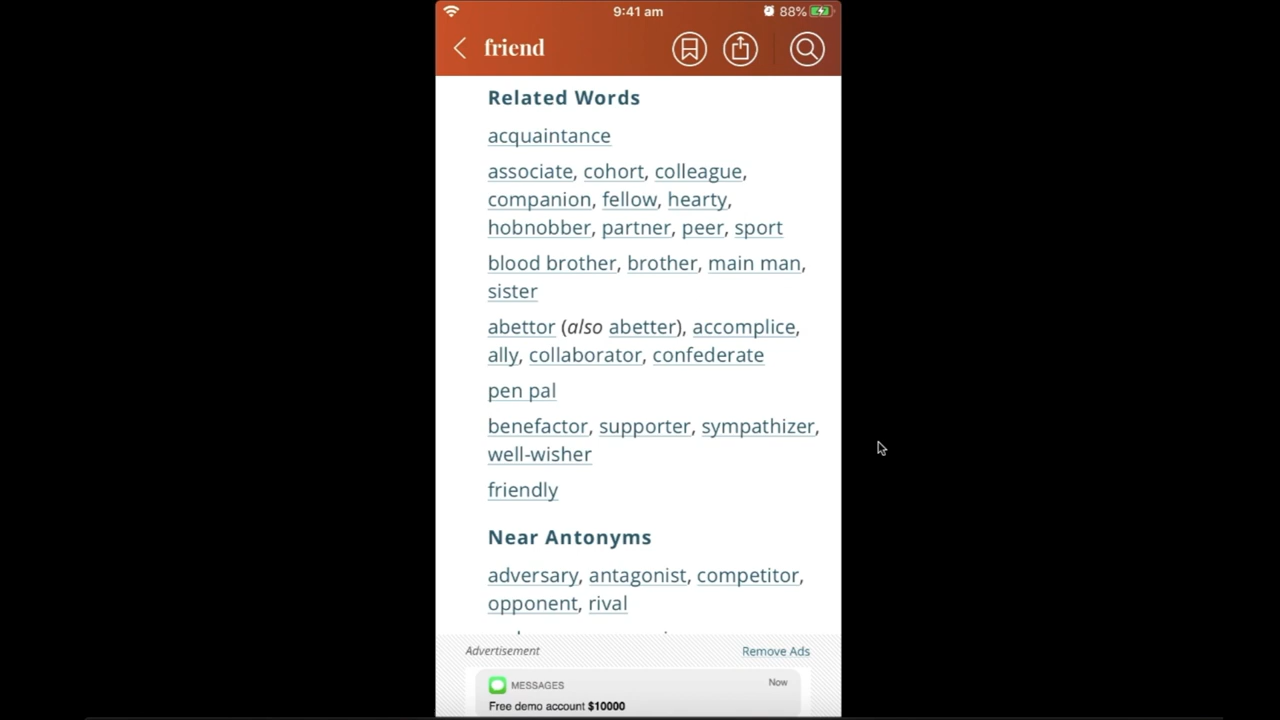 9:41 am
88%
friend
Related Words
acquaintance
associate, cohort, colleague,
companion, fellow, hearty,
hobnobber, partner, peer, sport
blood brother, brother, main man,
sister
abettor (also abetter), accomplice,
ally, collaborator, confederate
pen pal
benefactor, supporter, sympathizer,
well-wisher
friendly
Near Antonyms
adversary, antagonist, competitor,
opponent, rival
Advertisement
Remove Ads
MESSAGES
Now
Free demo account $10000